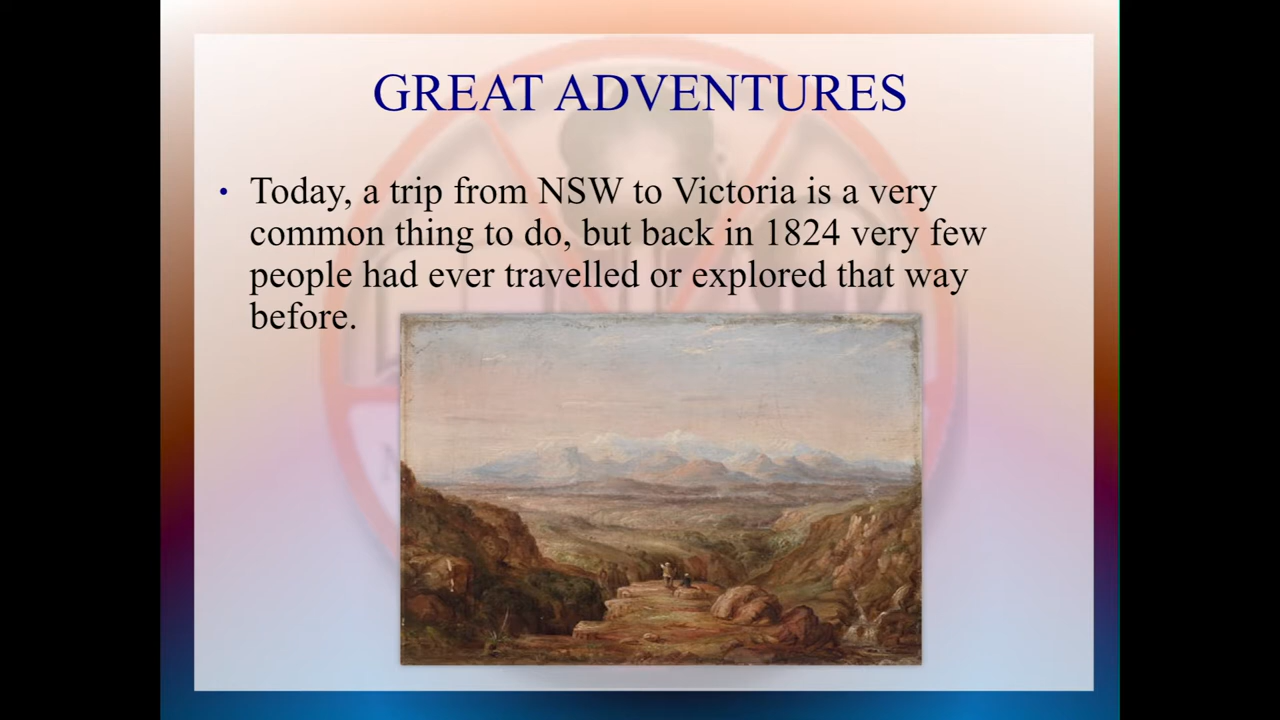 GREAT ADVENTURES
• Today, a trip from NSW to Victoria is a very
common thing to do, but back in 1824 very few
people had ever travelled or explored that way
before.